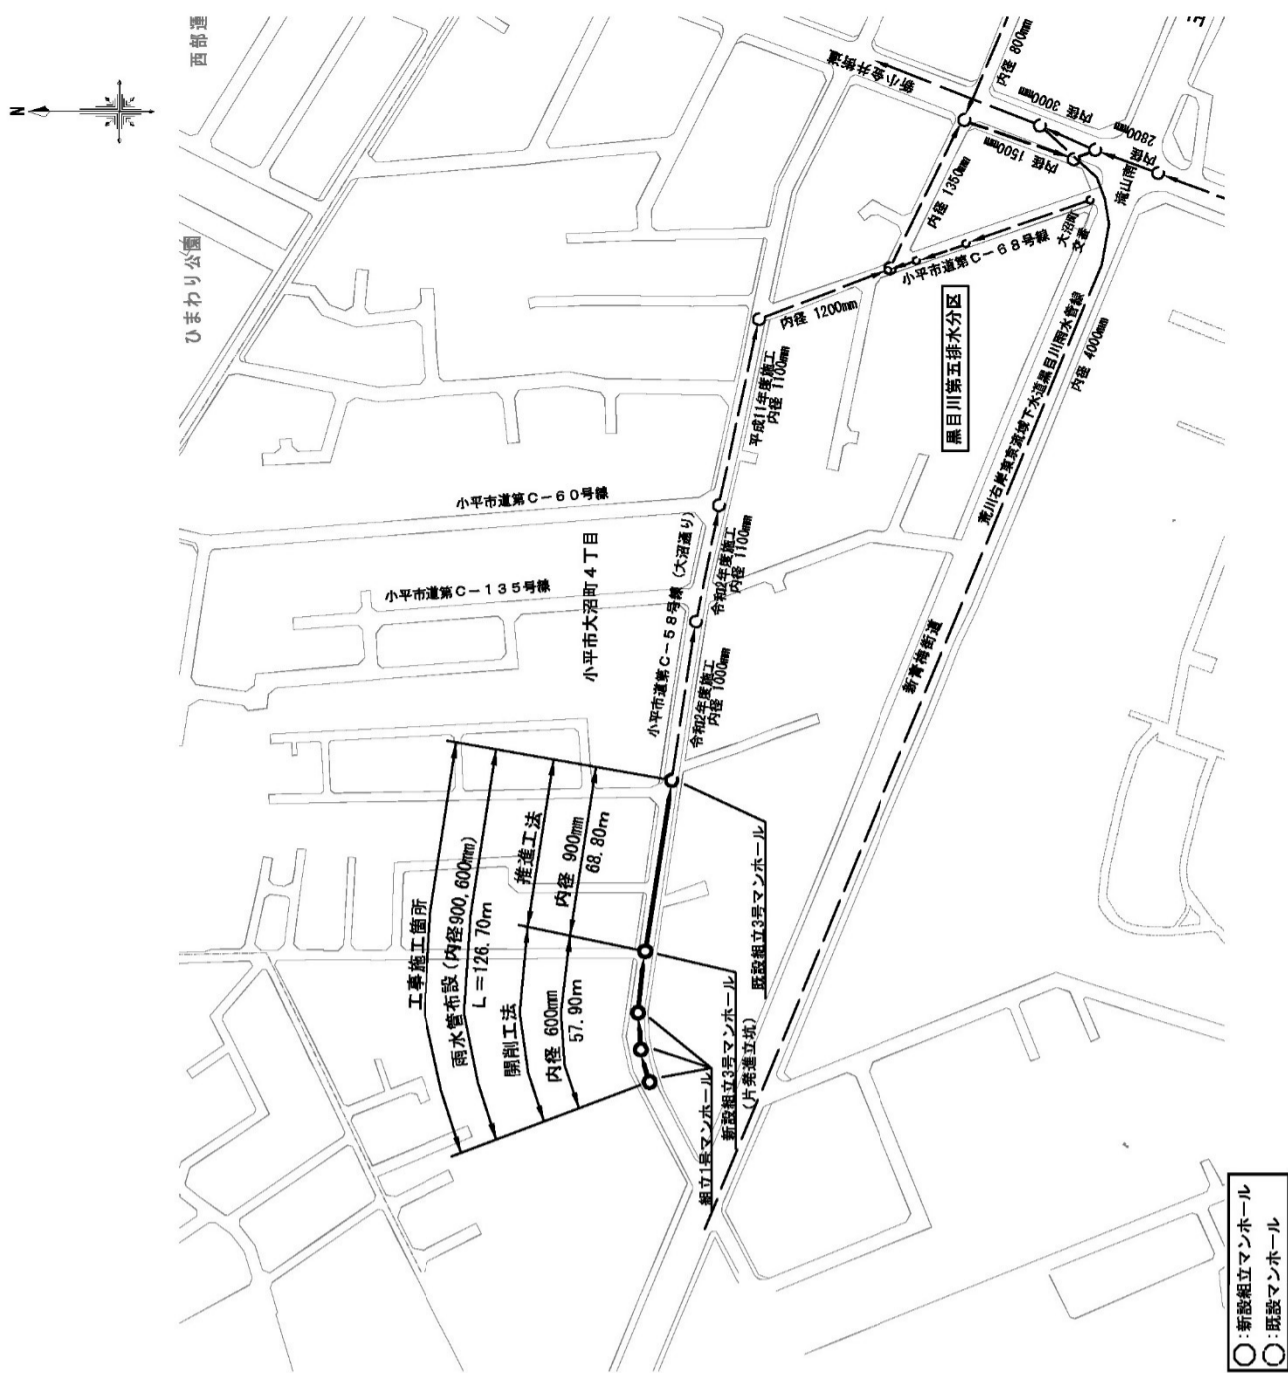 N
西部運
ひまわり公園
新小金井街道
内径 800mm
内径 3000mm
内径
2800mm
内径 1500mm
内径 1350mm
滝山南
大沼町
交番
小平市道第C－68号線
内径 1200mm
黒目川第五排水分区
荒川右岸東京流域下水道黒目川雨水管線
内径 4000mm
平成11年度施工
内径 1100mm
小平市道第C－60号線
小平市道第C－135号線
小平市大沼町4丁目
小平市道第C－58号線（大沼通り）
令和2年度施工
内径 1100mm
令和2年度施工
内径 1000mm
新青梅街道
工事施工箇所
雨水管布設(内径900,600mm)
L=126.70m
開削工法
推進工法
内径 600mm
57.90m
内径 900mm
68.80m
既設組立3号マンホール
新設組立3号マンホール
(片発進立坑)
組立1号マンホール
○:新設組立マンホール
○:既設マンホール